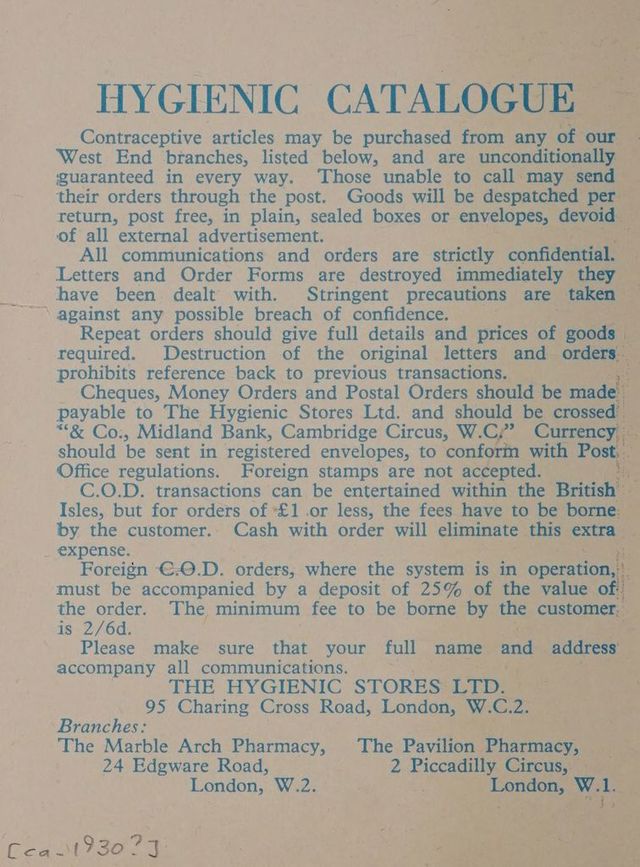 HYGIENIC CATALOGUE
Contraceptive articles may be purchased from any of our
West End branches, listed below, and are unconditionally
guaranteed in every way. Those unable to call may send
their orders through the post. Goods will be despatched per
return, post free, in plain, sealed boxes or envelopes, devoid
of all external advertisement.
All communications and orders are strictly confidential.
Letters and Order Forms are destroyed immediately they
have been dealt with. Stringent precautions are taken
against any possible breach of confidence.
Repeat orders should give full details and prices of goods
required. Destruction of the original letters and orders
prohibits reference back to previous transactions.
Cheques, Money Orders and Postal Orders should be made
payable to The Hygienic Stores Ltd. and should be crossed
"& Co., Midland Bank, Cambridge Circus, W.C." Currency
should be sent in registered envelopes, to conform with Post
Office regulations. Foreign stamps are not accepted.
C.O.D. transactions can be entertained within the British
Isles, but for orders of £1 or less, the fees have to be borne
by the customer. Cash with order will eliminate this extra
expense.
Foreign C.O.D. orders, where the system is in operation,
must be accompanied by a deposit of 25% of the value of
the order. The minimum fee to be borne by the customer
is 2/6d.
Please make sure that your full name and address
accompany all communications.
THE HYGIENIC STORES LTD.
95 Charing Cross Road, London, W.C.2.
Branches:
The Marble Arch Pharmacy, The Pavilion Pharmacy,
24 Edgware Road, 2 Piccadilly Circus,
London, W.2. London, W.1.
[ca. 1930?]